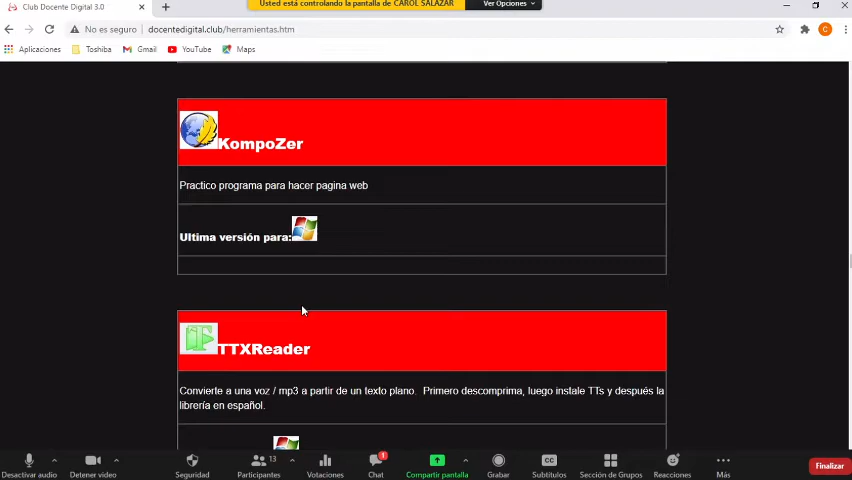 Club Docente Digital 3.0
Usted está controlando la pantalla de CAROL SALAZAR
Ver Opciones
No es seguro
docentedigital.club/herramientas.htm
C
Aplicaciones
Toshiba
Gmail
YouTube
Maps
KompoZer
Practico programa para hacer pagina web
Ultima versión para:
TTXReader
Convierte a una voz / mp3 a partir de un texto plano. Primero descomprima, luego instale TTs y después la
librería en español.
13
1
CC
Desactivar audio
Detener video
Seguridad
Participantes
Votaciones
Chat
Compartir pantalla
Grabar
Subtítulos
Sección de Grupos
Reacciones
Más
Finalizar